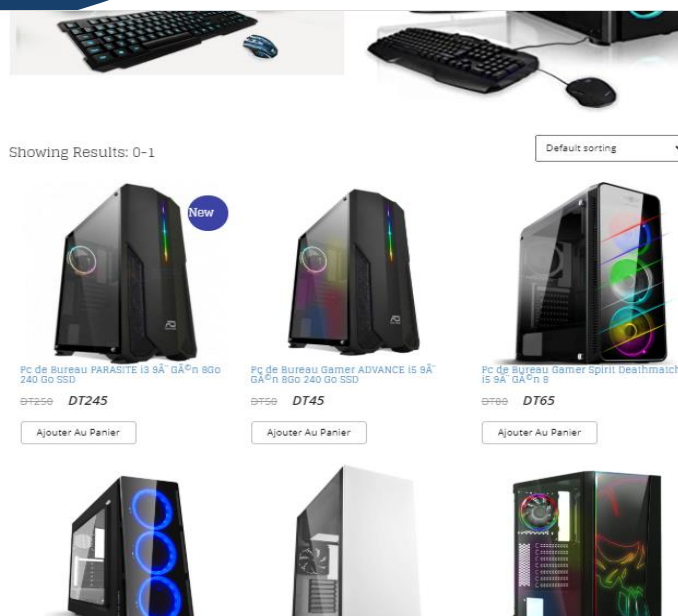 Showing Results: 0-1
Default sorting
New
Pc de Bureau PARASITE i3 9Ã¨ GÃ©n 8Go
240 Go SSD
DT250 DT245
Ajouter Au Panier
Pc de Bureau Gamer ADVANCE i5 9Ã¨
GÃ©n 8Go 240 Go SSD
DT50 DT45
Ajouter Au Panier
Pc de Bureau Gamer Spirit Deathmatch
i5 9Ã¨ GÃ©n 8
DT80 DT65
Ajouter Au Panier